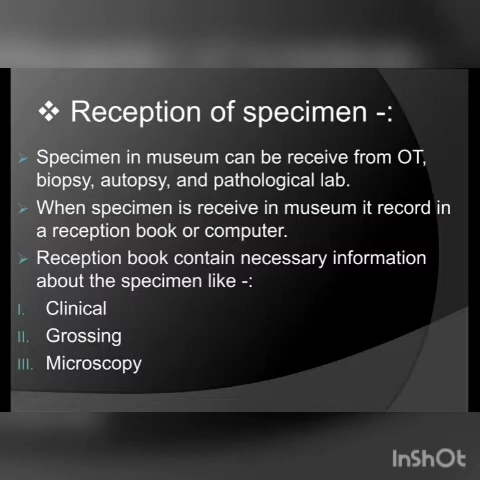 ❖ Reception of specimen -:
➢ Specimen in museum can be receive from OT,
biopsy, autopsy, and pathological lab.
➢ When specimen is receive in museum it record in
a reception book or computer.
➢ Reception book contain necessary information
about the specimen like -:
I. Clinical
II. Grossing
III. Microscopy
InShOt